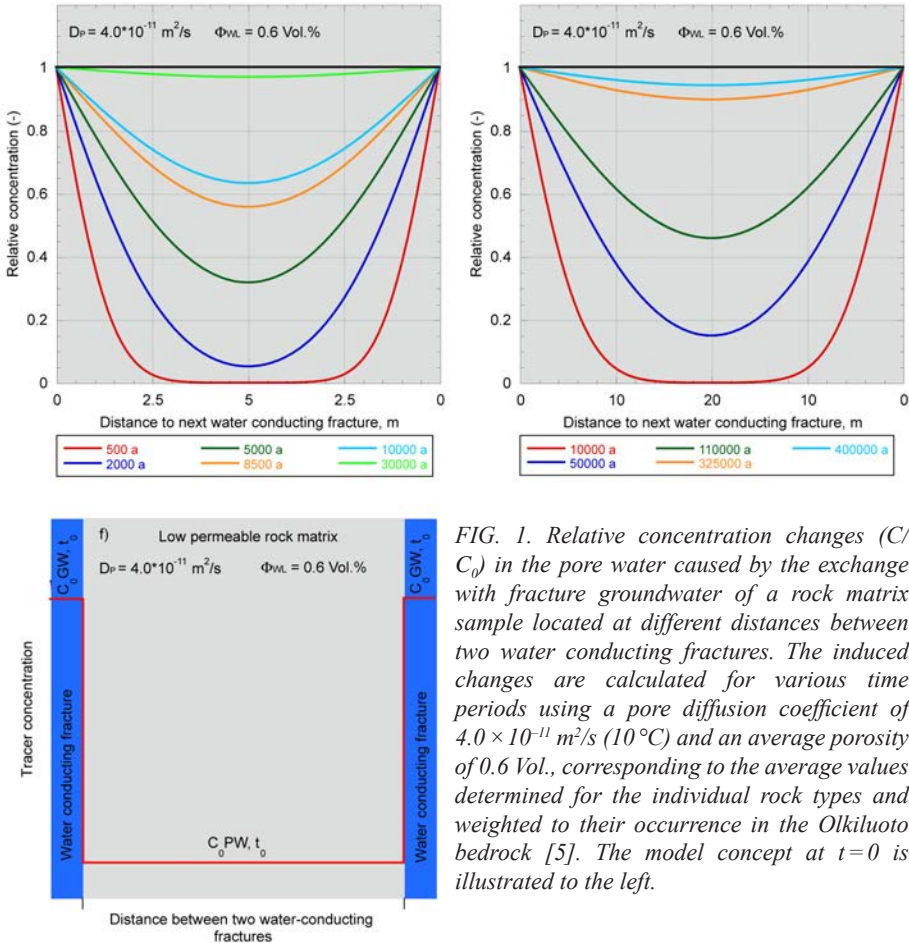 Dₚ = 4.0*10⁻¹¹ m²/s Φ_WL = 0.6 Vol.%
1
0.8
0.6
0.4
0.2
0
Relative concentration (-)
0 2.5 5 2.5 0
Distance to next water conducting fracture, m
500 a 5000 a 10000 a
2000 a 8500 a 30000 a
Dₚ = 4.0*10⁻¹¹ m²/s Φ_WL = 0.6 Vol.%
1
0.8
0.6
0.4
0.2
0
Relative concentration (-)
0 10 20 10 0
Distance to next water conducting fracture, m
10000 a 110000 a 400000 a
50000 a 325000 a
f) Low permeable rock matrix
Dₚ = 4.0*10⁻¹¹ m²/s Φ_WL = 0.6 Vol.%
C₀GW, t₀
C₀GW, t₀
Tracer concentration
Water conducting fracture
Water conducting fracture
C₀PW, t₀
Distance between two water-conducting
fractures
FIG. 1. Relative concentration changes (C/
C₀) in the pore water caused by the exchange
with fracture groundwater of a rock matrix
sample located at different distances between
two water conducting fractures. The induced
changes are calculated for various time
periods using a pore diffusion coefficient of
4.0 × 10⁻¹¹ m²/s (10 °C) and an average porosity
of 0.6 Vol., corresponding to the average values
determined for the individual rock types and
weighted to their occurrence in the Olkiluoto
bedrock [5]. The model concept at t = 0 is
illustrated to the left.